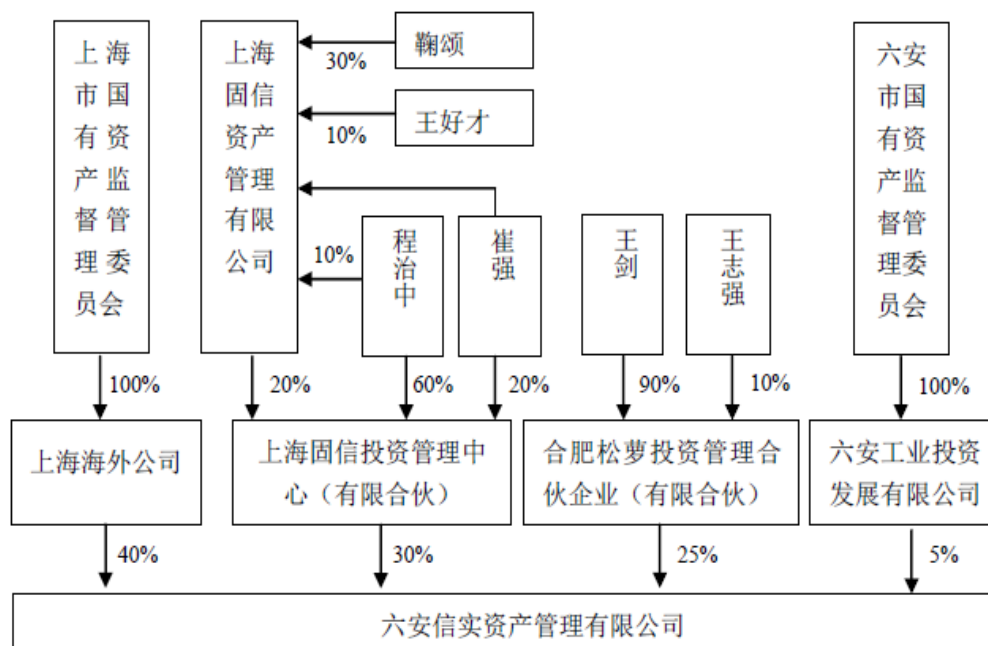 上 海
市 国
有 资
产 监
督 管
理 委
员会
上海
固信
资产
管理
有限
公司
鞠颂
30%
王好才
10%
程治中
10%
崔强
王剑
王志强
六安
市国
有资
产监
督管
理委
员会
100%
20%
60%
20%
90%
10%
100%
上海海外公司
上海固信投资管理中
心（有限合伙）
合肥松萝投资管理合
伙企业（有限合伙）
六安工业投资
发展有限公司
40%
30%
25%
5%
六安信实资产管理有限公司